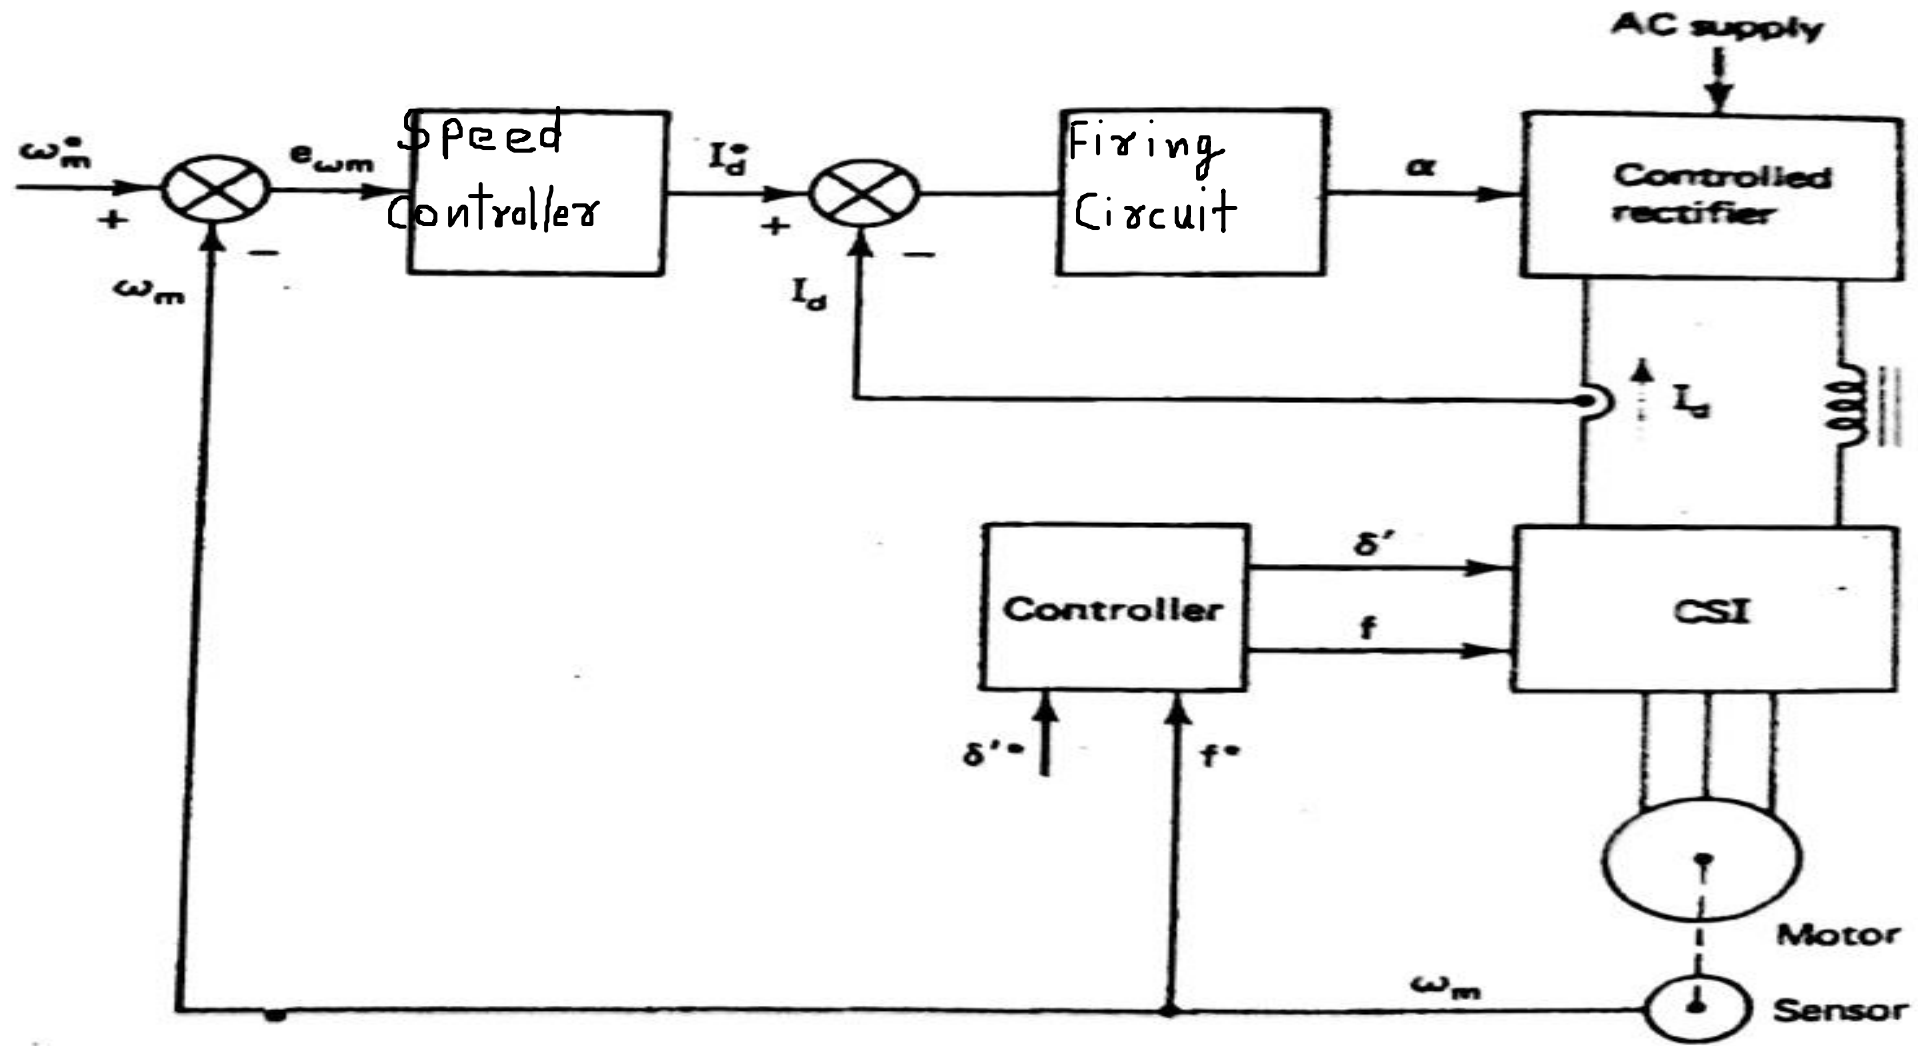 AC supply
ω*m
+
−
ωm
eωm
Speed
Controller
I*d
+
−
Id
Firing
Circuit
α
Controlled
rectifier
Id
Controller
δ′
f
CSI
δ′*
f*
Motor
ωm
Sensor